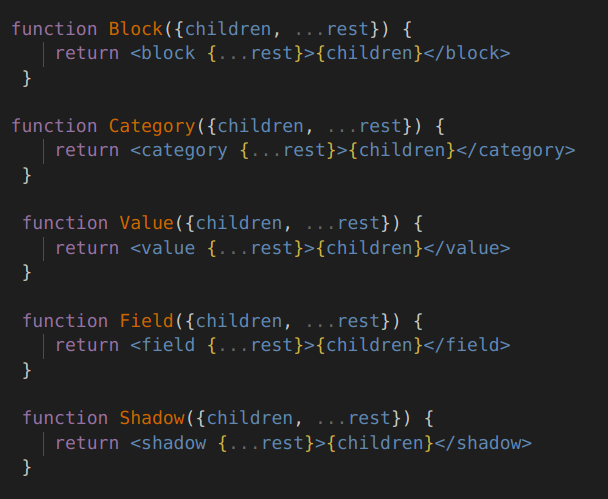 function Block({children, ...rest}) {
return <block {...rest}>{children}</block>
}
function Category({children, ...rest}) {
return <category {...rest}>{children}</category>
}
function Value({children, ...rest}) {
return <value {...rest}>{children}</value>
}
function Field({children, ...rest}) {
return <field {...rest}>{children}</field>
}
function Shadow({children, ...rest}) {
return <shadow {...rest}>{children}</shadow>
}